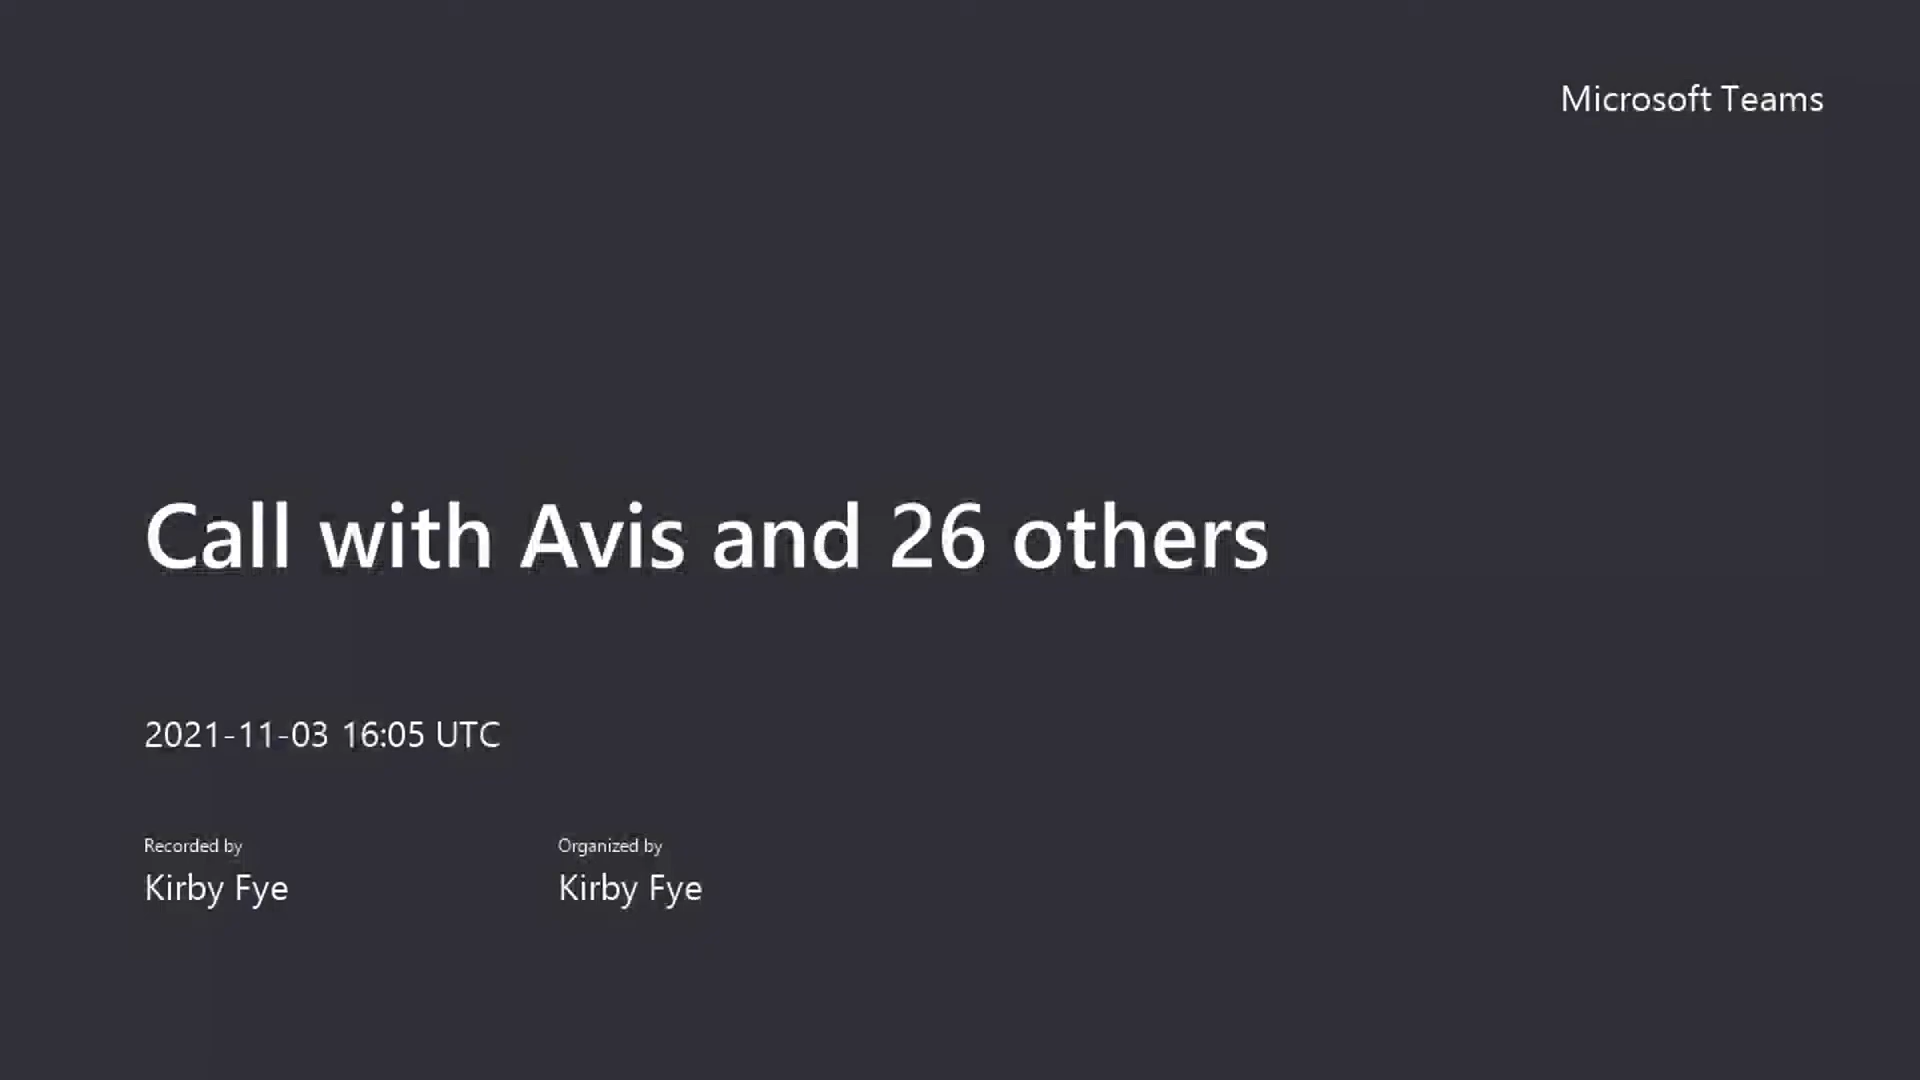 Microsoft Teams
Call with Avis and 26 others
2021-11-03 16:05 UTC
Recorded by
Kirby Fye
Organized by
Kirby Fye